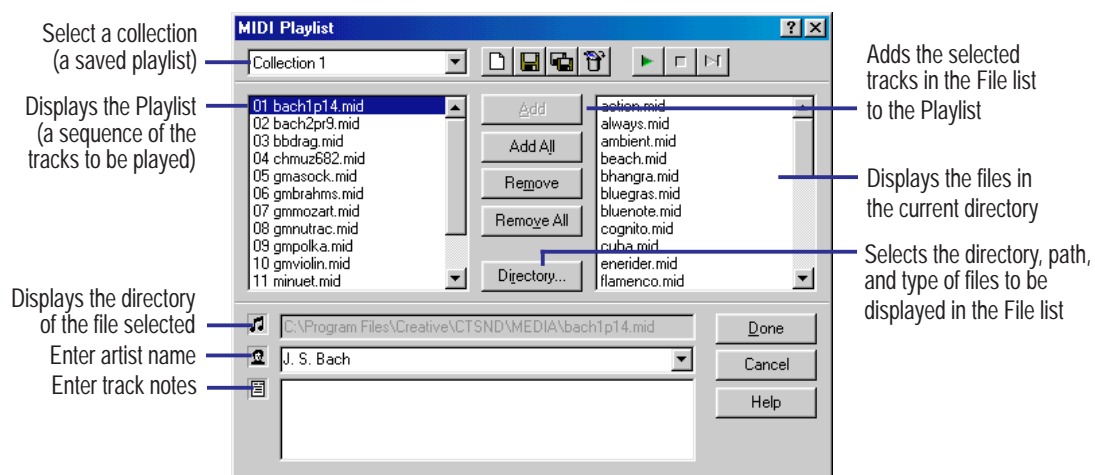 Select a collection
(a saved playlist)
Displays the Playlist
(a sequence of the
tracks to be played)
Displays the directory
of the file selected
Enter artist name
Enter track notes
MIDI Playlist
Collection 1
01 bach1p14.mid
02 bach2pr9.mid
03 bbdrag.mid
04 chmuz682.mid
05 gmasock.mid
06 gmbrahms.mid
07 gmmozart.mid
08 gmnutrac.mid
09 gmpolka.mid
10 gmviolin.mid
11 minuet.mid
Add
Add All
Remove
Remove All
Directory...
action.mid
always.mid
ambient.mid
beach.mid
bhangra.mid
bluegras.mid
bluenote.mid
cognito.mid
cuba.mid
enerider.mid
flamenco.mid
C:\Program Files\Creative\CTSND\MEDIA\bach1p14.mid
J. S. Bach
Done
Cancel
Help
Adds the selected
tracks in the File list
to the Playlist
Displays the files in
the current directory
Selects the directory, path,
and type of files to be
displayed in the File list